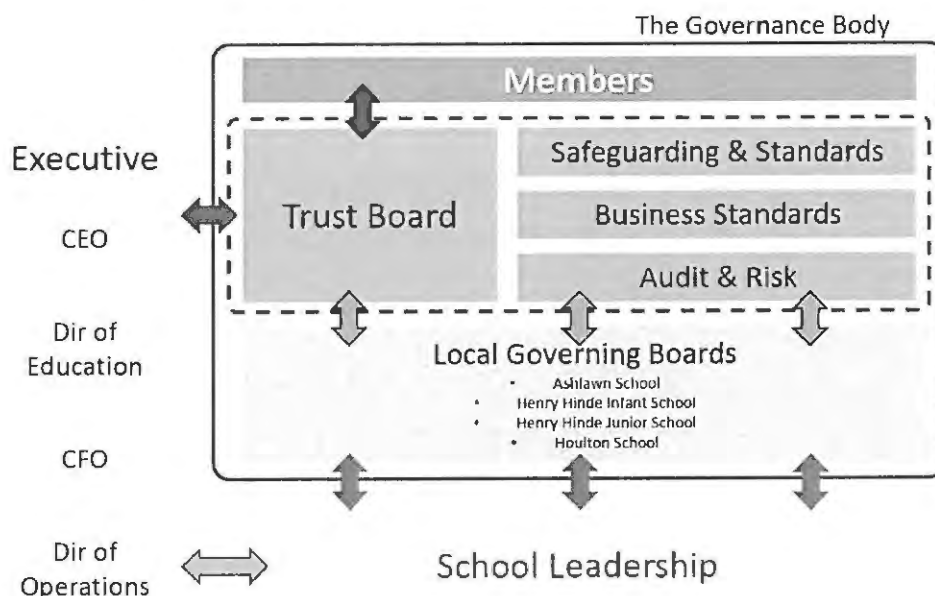 The Governance Body
Members
Executive
CEO
Dir of
Education
CFO
Dir of
Operations
Trust Board
Safeguarding & Standards
Business Standards
Audit & Risk
Local Governing Boards
• Ashlawn School
• Henry Hinde Infant School
• Henry Hinde Junior School
• Houlton School
School Leadership